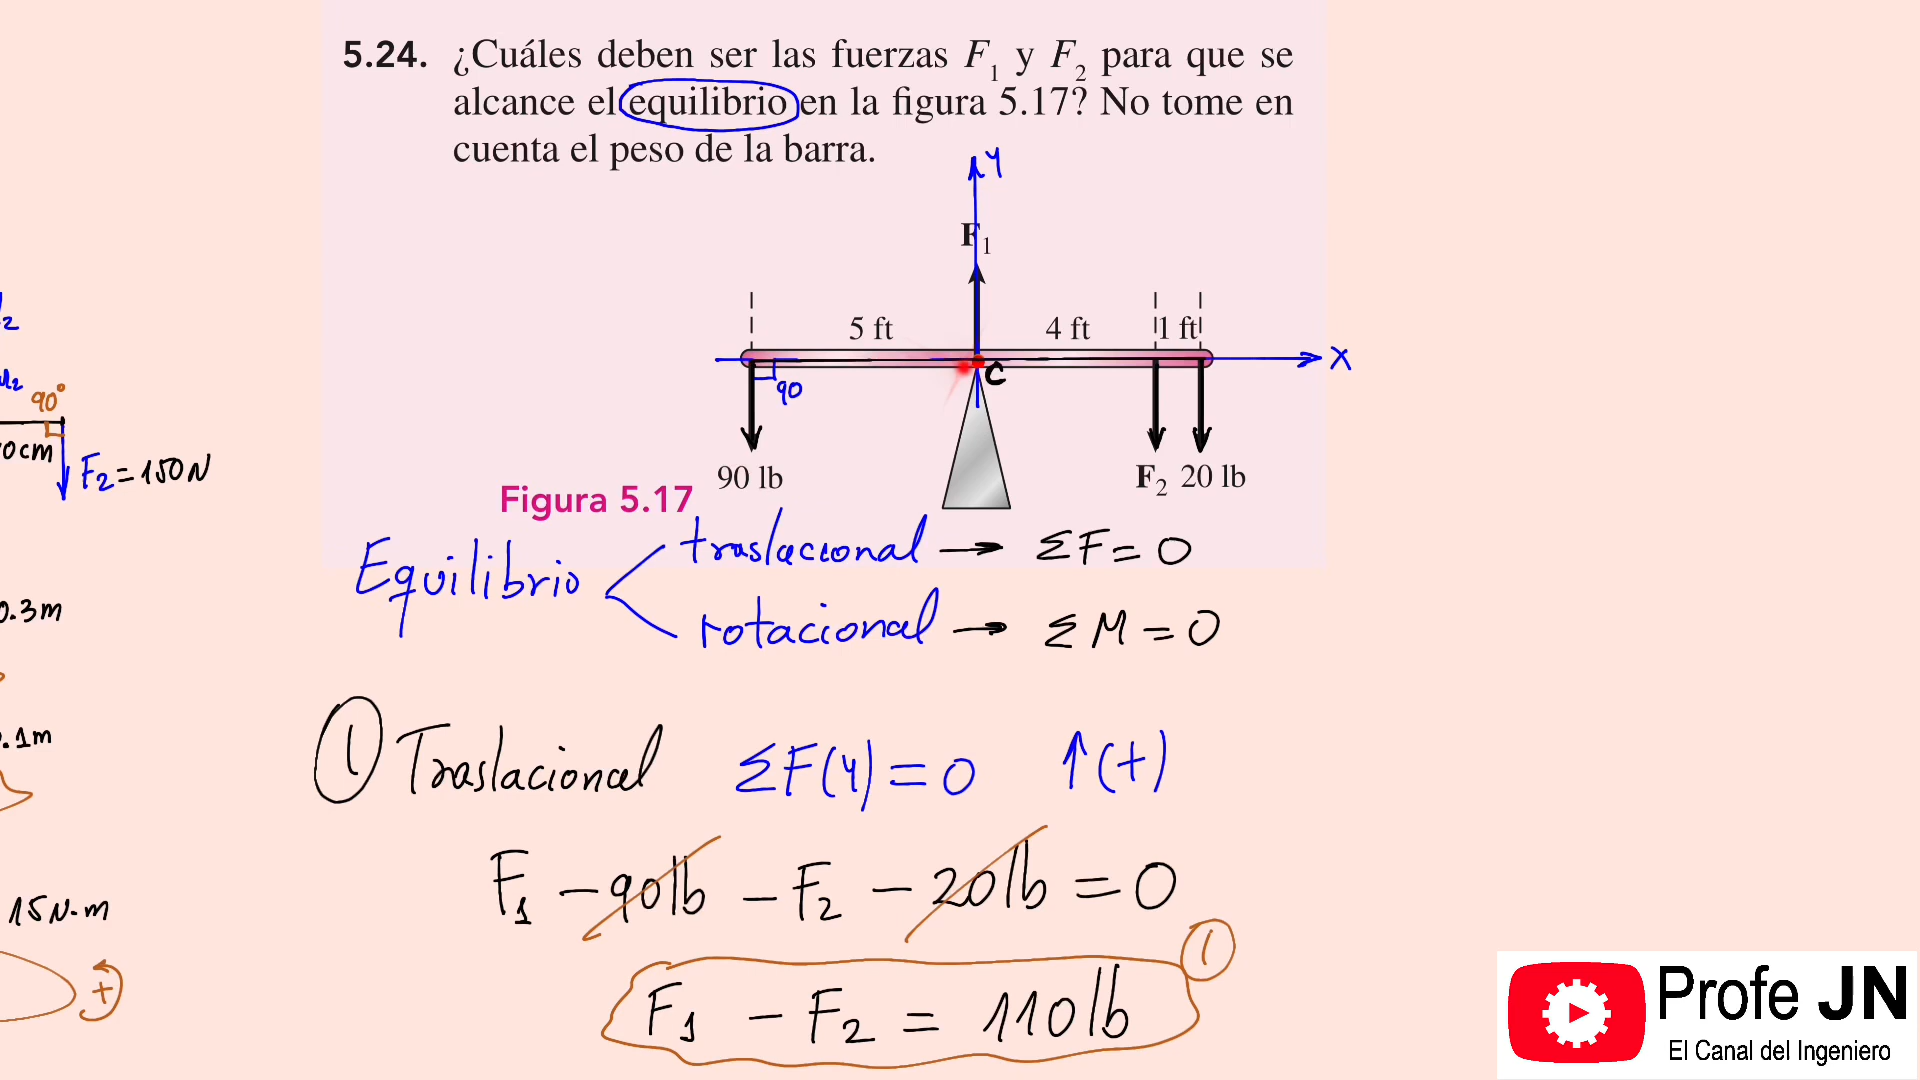 5.24. ¿Cuáles deben ser las fuerzas F1 y F2 para que se
alcance el equilibrio en la figura 5.17? No tome en
cuenta el peso de la barra.
Y
F1
5 ft 4 ft 1 ft
X
C
90
90 lb F2 20 lb
Figura 5.17
Equilibrio
traslacional → ΣF = 0
rotacional → ΣM = 0
90°
F2 = 150N
0.3m
.1m
15N·m
+
① Traslacional ΣF(Y) = 0 ↑(+)
F1 - 90lb - F2 - 20lb = 0
F1 - F2 = 110lb
①
Profe JN
El Canal del Ingeniero